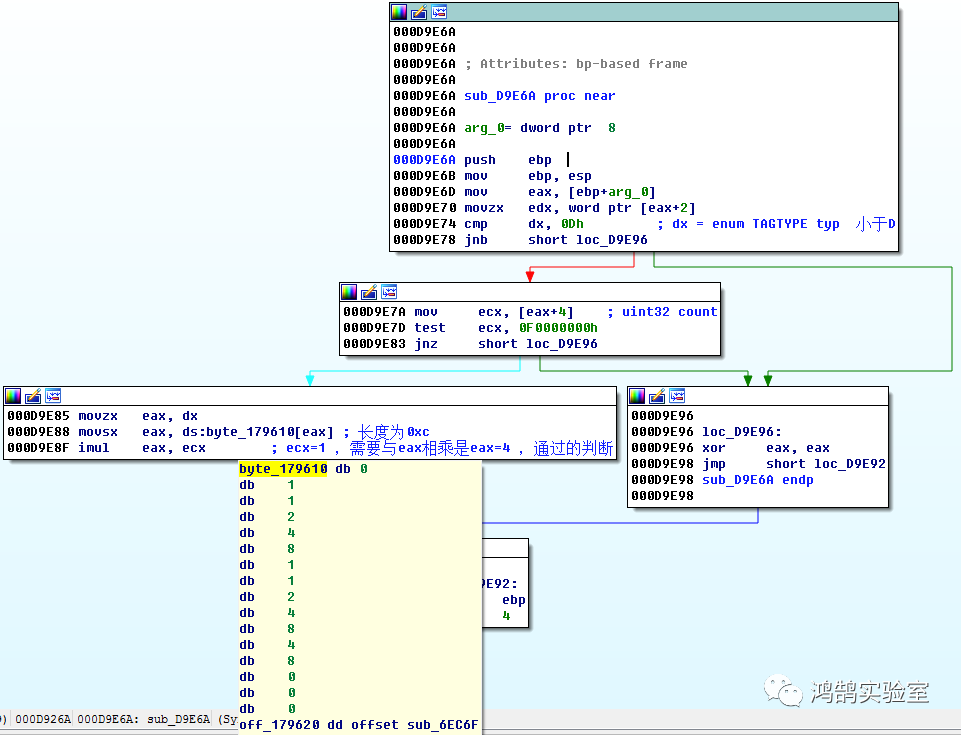 000D9E6A
000D9E6A
000D9E6A ; Attributes: bp-based frame
000D9E6A
000D9E6A sub_D9E6A proc near
000D9E6A
000D9E6A arg_0= dword ptr  8
000D9E6A
000D9E6A push    ebp
000D9E6B mov     ebp, esp
000D9E6D mov     eax, [ebp+arg_0]
000D9E70 movzx   edx, word ptr [eax+2]
000D9E74 cmp     dx, 0Dh         ; dx = enum TAGTYPE typ  小于D
000D9E78 jnb     short loc_D9E96
000D9E7A mov     ecx, [eax+4]    ; uint32 count
000D9E7D test    ecx, 0F0000000h
000D9E83 jnz     short loc_D9E96
000D9E85 movzx   eax, dx
000D9E88 movsx   eax, ds:byte_179610[eax] ; 长度为0xc
000D9E8F imul    eax, ecx        ; ecx=1 ，需要与eax相乘是eax=4 ，通过的判断
000D9E96
000D9E96 loc_D9E96:
000D9E96 xor     eax, eax
000D9E98 jmp     short loc_D9E92
000D9E98 sub_D9E6A endp
000D9E98
byte_179610 db 0
db    1
db    1
db    2
db    4
db    8
db    1
db    1
db    2
db    4
db    8
db    4
db    8
db    0
db    0
db    0
off_179620 dd offset sub_6EC6F
9E92:
ebp
4
鸿鹄实验室
000D926A 000D9E6A: sub_D9E6A (Sy